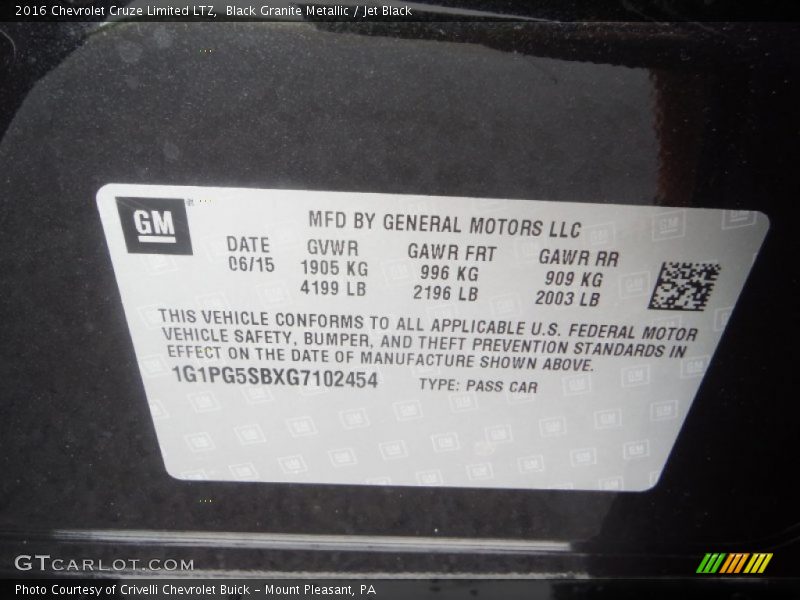 2016 Chevrolet Cruze Limited LTZ, Black Granite Metallic / Jet Black
GM
MFD BY GENERAL MOTORS LLC
DATE GVWR GAWR FRT GAWR RR
06/15 1905 KG 996 KG 909 KG
4199 LB 2196 LB 2003 LB
THIS VEHICLE CONFORMS TO ALL APPLICABLE U.S. FEDERAL MOTOR
VEHICLE SAFETY, BUMPER, AND THEFT PREVENTION STANDARDS IN
EFFECT ON THE DATE OF MANUFACTURE SHOWN ABOVE.
1G1PG5SBXG7102454 TYPE: PASS CAR
GTCARLOT.COM
Photo Courtesy of Crivelli Chevrolet Buick - Mount Pleasant, PA